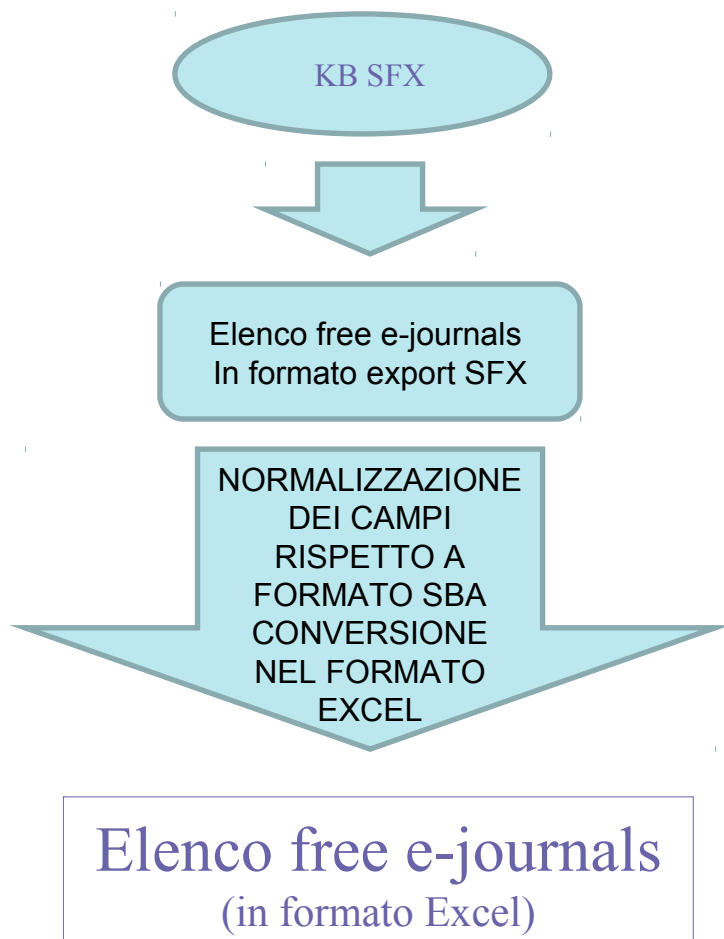 KB SFX
Elenco free e-journals
In formato export SFX
NORMALIZZAZIONE
DEI CAMPI
RISPETTO A
FORMATO SBA
CONVERSIONE
NEL FORMATO
EXCEL
Elenco free e-journals
(in formato Excel)